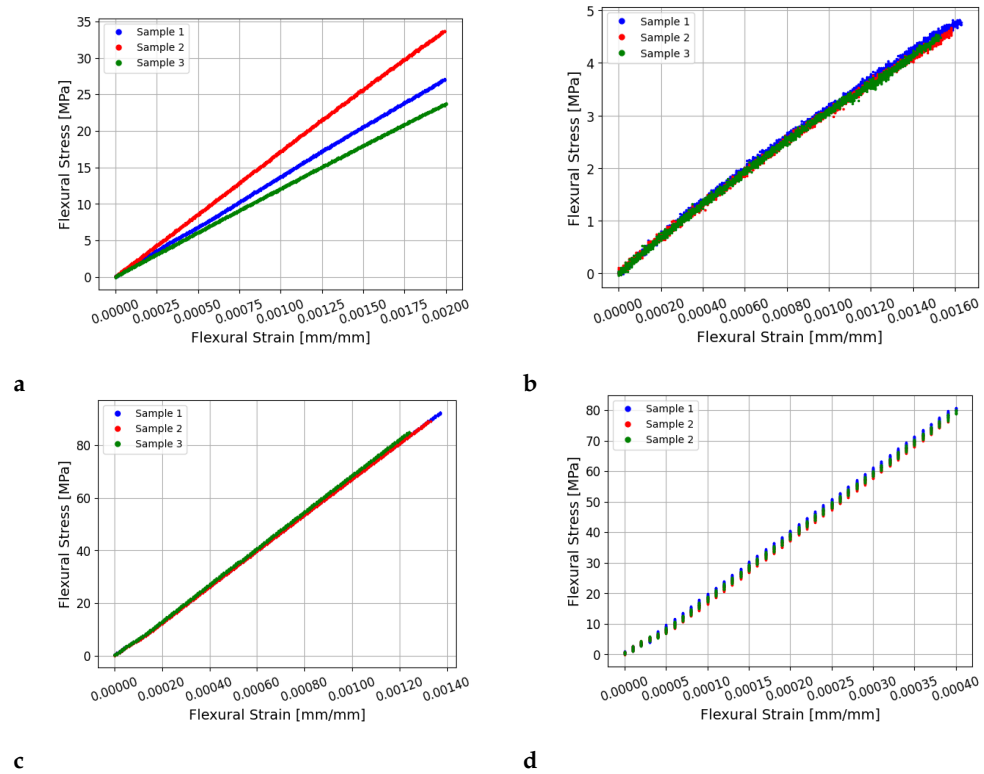 35
30
25
20
15
10
5
0
Flexural Stress [MPa]
Sample 1
Sample 2
Sample 3
0.00000
0.00025
0.00050
0.00075
0.00100
0.00125
0.00150
0.00175
0.00200
Flexural Strain [mm/mm]
a
5
4
3
2
1
0
Flexural Stress [MPa]
Sample 1
Sample 2
Sample 3
0.00000
0.00020
0.00040
0.00060
0.00080
0.00100
0.00120
0.00140
0.00160
Flexural Strain [mm/mm]
b
80
60
40
20
0
Flexural Stress [MPa]
Sample 1
Sample 2
Sample 3
0.00000
0.00020
0.00040
0.00060
0.00080
0.00100
0.00120
0.00140
Flexural Strain [mm/mm]
c
80
70
60
50
40
30
20
10
0
Flexural Stress [MPa]
Sample 1
Sample 2
Sample 2
0.00000
0.00005
0.00010
0.00015
0.00020
0.00025
0.00030
0.00035
0.00040
Flexural Strain [mm/mm]
d